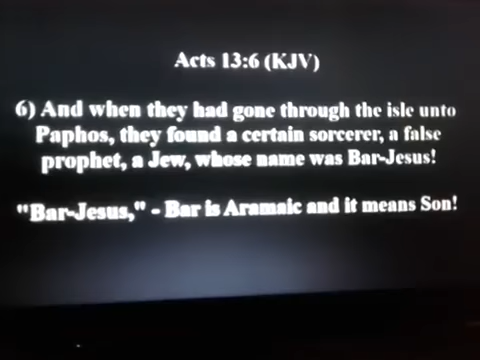 Acts 13:6 (KJV)
6) And when they had gone through the isle unto
Paphos, they found a certain sorcerer, a false
prophet, a Jew, whose name was Bar-Jesus!
"Bar-Jesus," - Bar is Aramaic and it means Son!